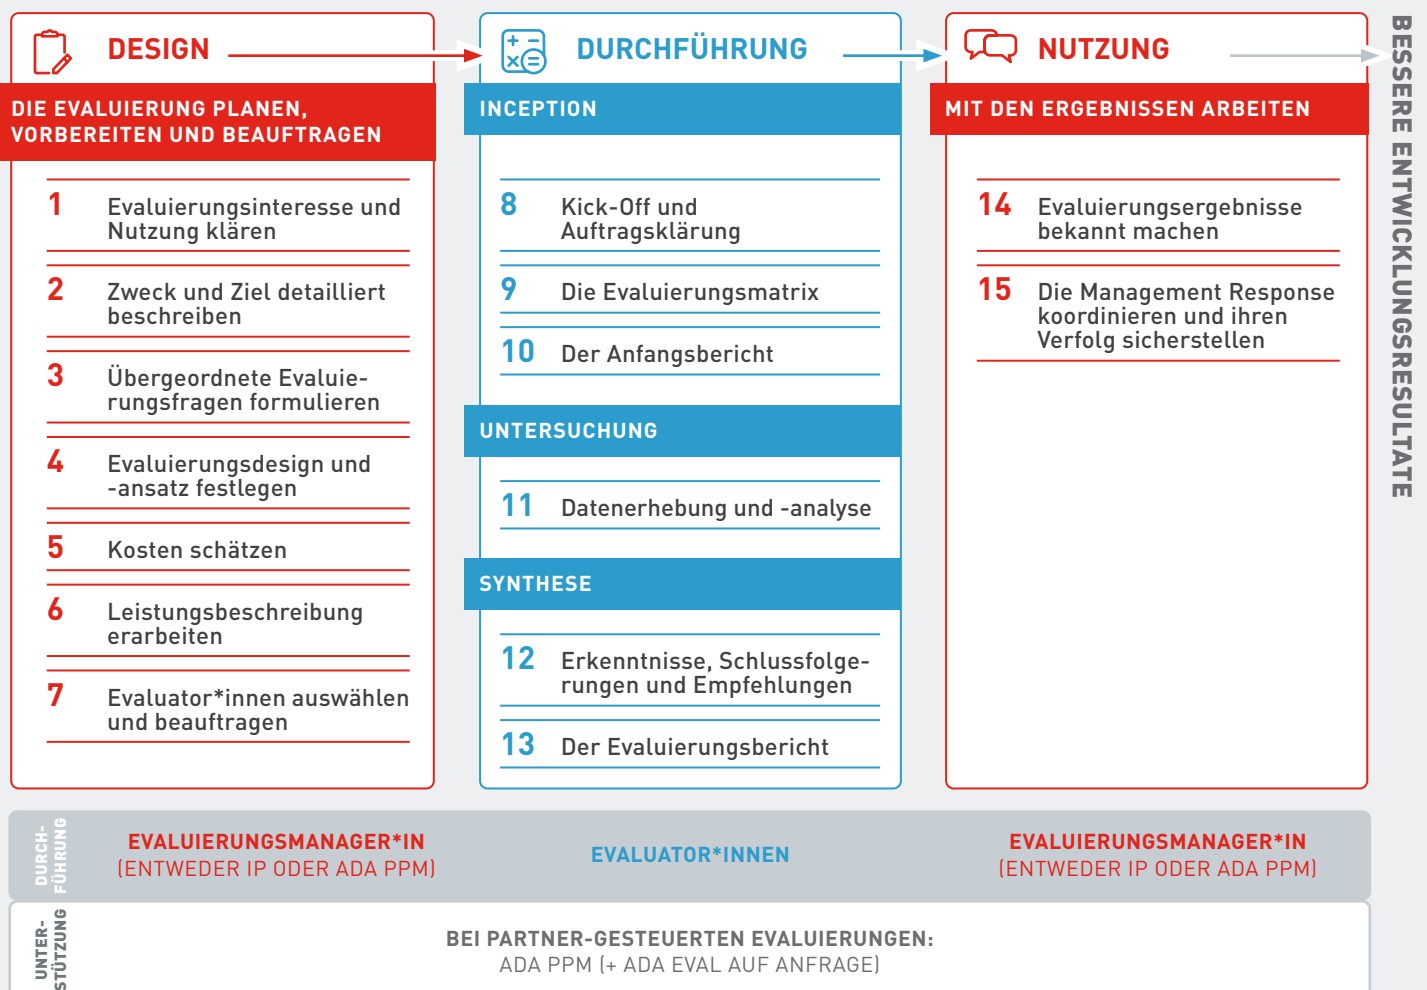 DESIGN
DIE EVALUIERUNG PLANEN,
VORBEREITEN UND BEAUFTRAGEN
1 Evaluierungsinteresse und
Nutzung klären
2 Zweck und Ziel detailliert
beschreiben
3 Übergeordnete Evaluie-
rungsfragen formulieren
4 Evaluierungsdesign und
-ansatz festlegen
5 Kosten schätzen
6 Leistungsbeschreibung
erarbeiten
7 Evaluator*innen auswählen
und beauftragen
DURCHFÜHRUNG
INCEPTION
8 Kick-Off und
Auftragsklärung
9 Die Evaluierungsmatrix
10 Der Anfangsbericht
UNTERSUCHUNG
11 Datenerhebung und -analyse
SYNTHESE
12 Erkenntnisse, Schlussfolge-
rungen und Empfehlungen
13 Der Evaluierungsbericht
NUTZUNG
MIT DEN ERGEBNISSEN ARBEITEN
14 Evaluierungsergebnisse
bekannt machen
15 Die Management Response
koordinieren und ihren
Verfolg sicherstellen
BESSERE ENTWICKLUNGSRESULTATE
DURCH-
FÜHRUNG
EVALUIERUNGSMANAGER*IN
(ENTWEDER IP ODER ADA PPM)
EVALUATOR*INNEN
EVALUIERUNGSMANAGER*IN
(ENTWEDER IP ODER ADA PPM)
UNTER-
STÜTZUNG
BEI PARTNER-GESTEUERTEN EVALUIERUNGEN:
ADA PPM (+ ADA EVAL AUF ANFRAGE)